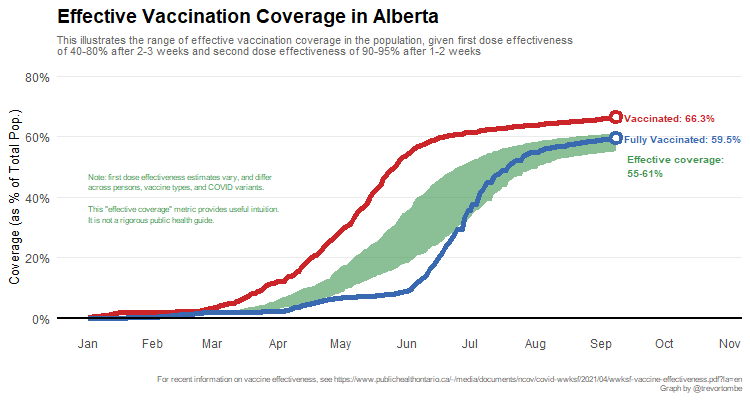 Effective Vaccination Coverage in Alberta
This illustrates the range of effective vaccination coverage in the population, given first dose effectiveness
of 40-80% after 2-3 weeks and second dose effectiveness of 90-95% after 1-2 weeks
Coverage (as % of Total Pop.)
80%
60%
40%
20%
0%
Vaccinated: 66.3%
Fully Vaccinated: 59.5%
Effective coverage:
55-61%
Note: first dose effectiveness estimates vary, and differ
across persons, vaccine types, and COVID variants.
This "effective coverage" metric provides useful intuition.
It is not a rigorous public health guide.
Jan Feb Mar Apr May Jun Jul Aug Sep Oct Nov
For recent information on vaccine effectiveness, see https://www.publichealthontario.ca/-/media/documents/ncov/covid-wwksf/2021/04/wwksf-vaccine-effectiveness.pdf?la=en
Graph by @trevortombe